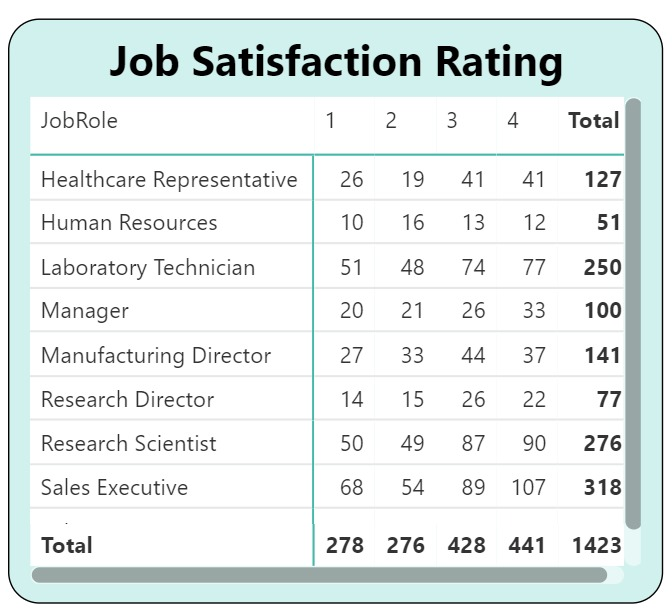 Job Satisfaction Rating
JobRole 1 2 3 4 Total
Healthcare Representative 26 19 41 41 127
Human Resources 10 16 13 12 51
Laboratory Technician 51 48 74 77 250
Manager 20 21 26 33 100
Manufacturing Director 27 33 44 37 141
Research Director 14 15 26 22 77
Research Scientist 50 49 87 90 276
Sales Executive 68 54 89 107 318
Total 278 276 428 441 1423